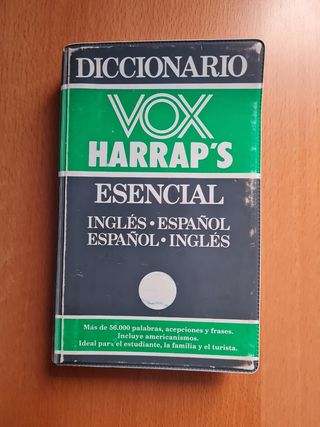 DICCIONARIO
VOX
HARRAP'S
ESENCIAL
INGLÉS • ESPAÑOL
ESPAÑOL • INGLÉS
Más de 56.000 palabras, acepciones y frases.
Incluye americanismos.
Ideal para el estudiante, la familia y el turista.